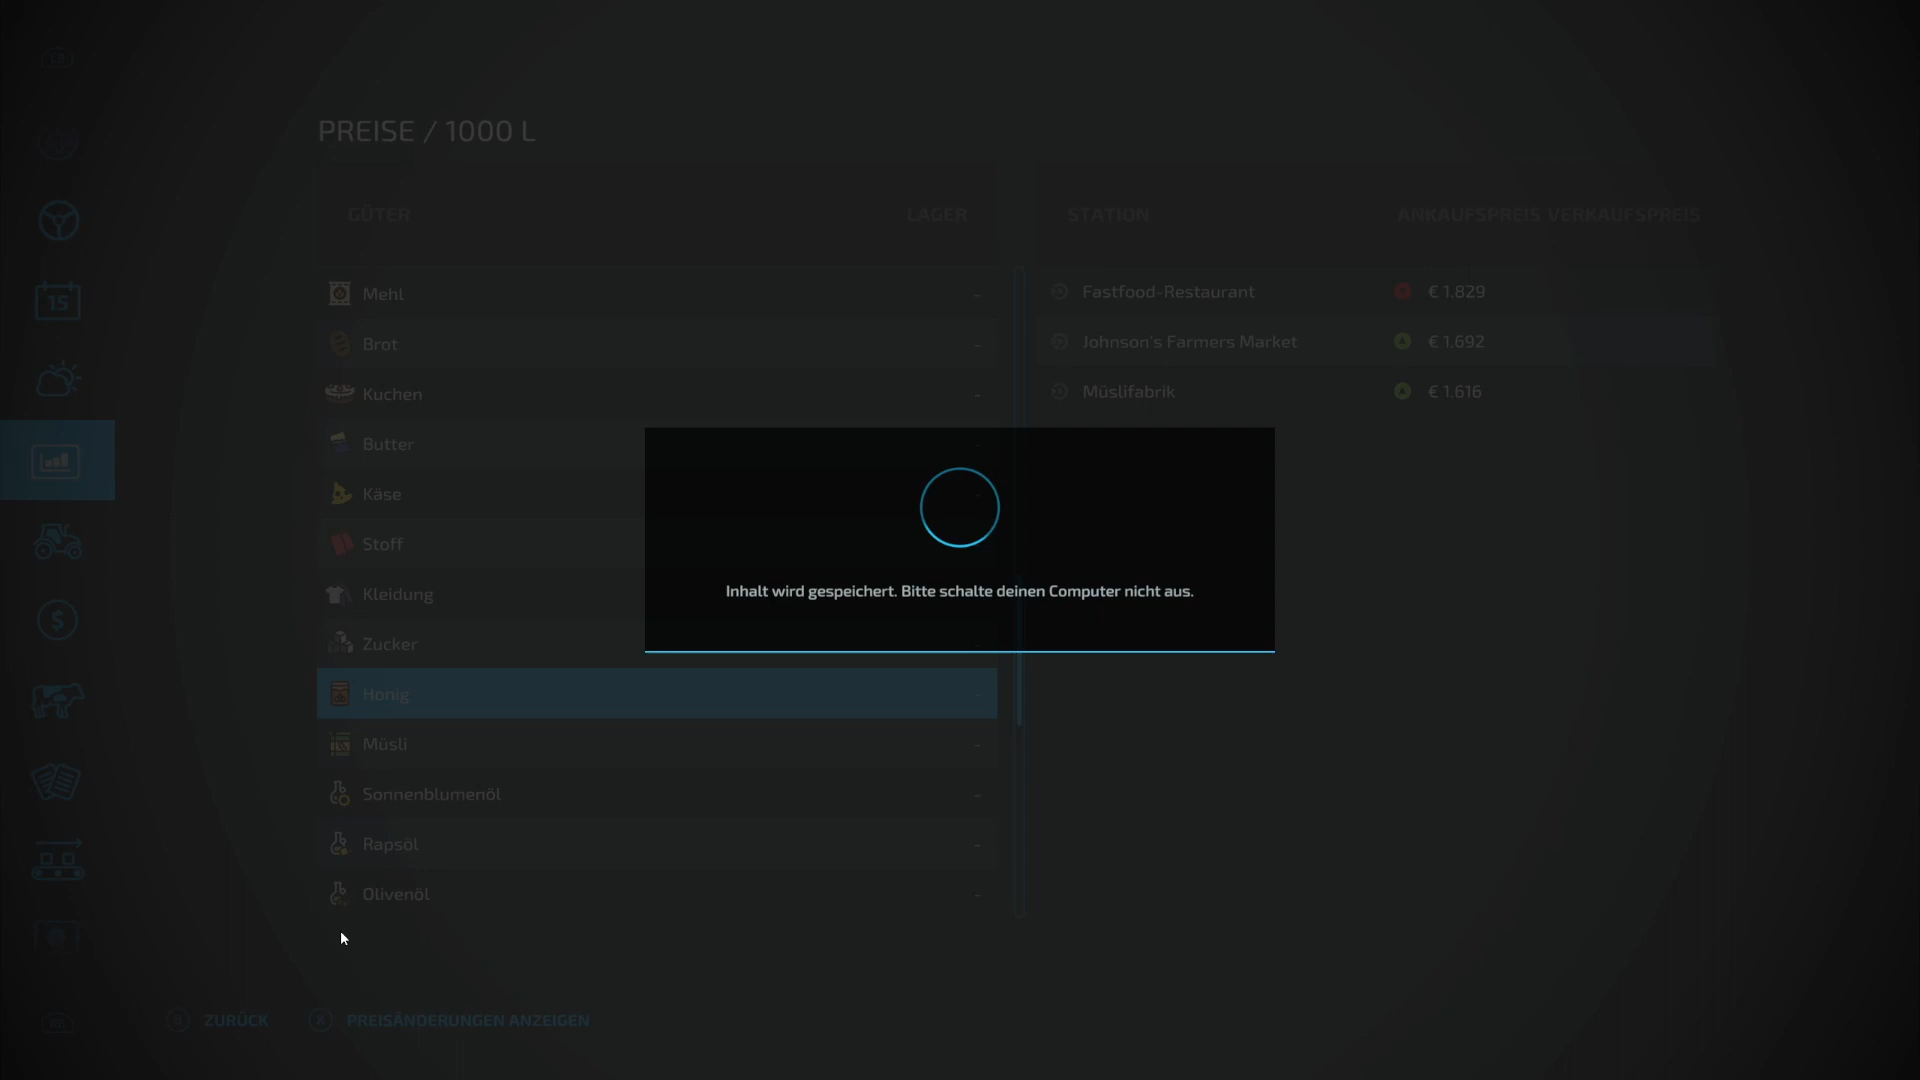 PREISE / 1000 L
GÜTER LAGER
Mehl -
Brot -
Kuchen -
Butter
Käse
Stoff
Kleidung
Zucker
Honig -
Müsli -
Sonnenblumenöl -
Rapsöl -
Olivenöl -
STATION ANKAUFSPREIS VERKAUFSPREIS
Fastfood-Restaurant € 1.829
Johnson's Farmers Market € 1.692
Müslifabrik € 1.616
Inhalt wird gespeichert. Bitte schalte deinen Computer nicht aus.
15
$
ZURÜCK
X PREISÄNDERUNGEN ANZEIGEN